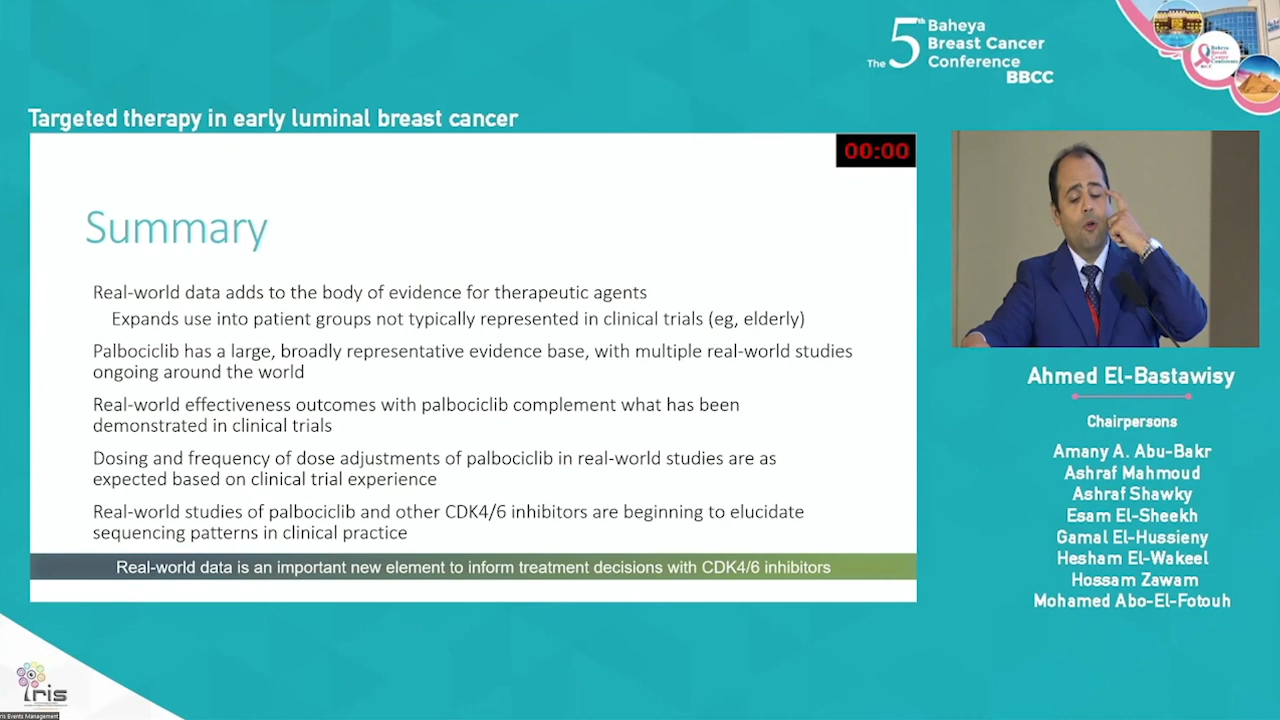 The 5th Baheya
Breast Cancer
Conference
BBCC
Baheya
Breast
Cancer
Conference
BBCC
Targeted therapy in early luminal breast cancer
00:00
Summary
Real-world data adds to the body of evidence for therapeutic agents
Expands use into patient groups not typically represented in clinical trials (eg, elderly)
Palbociclib has a large, broadly representative evidence base, with multiple real-world studies
ongoing around the world
Real-world effectiveness outcomes with palbociclib complement what has been
demonstrated in clinical trials
Dosing and frequency of dose adjustments of palbociclib in real-world studies are as
expected based on clinical trial experience
Real-world studies of palbociclib and other CDK4/6 inhibitors are beginning to elucidate
sequencing patterns in clinical practice
Real-world data is an important new element to inform treatment decisions with CDK4/6 inhibitors
Ahmed El-Bastawisy
Chairpersons
Amany A. Abu-Bakr
Ashraf Mahmoud
Ashraf Shawky
Esam El-Sheekh
Gamal El-Hussieny
Hesham El-Wakeel
Hossam Zawam
Mohamed Abo-El-Fotouh
Iris
ris Events Management